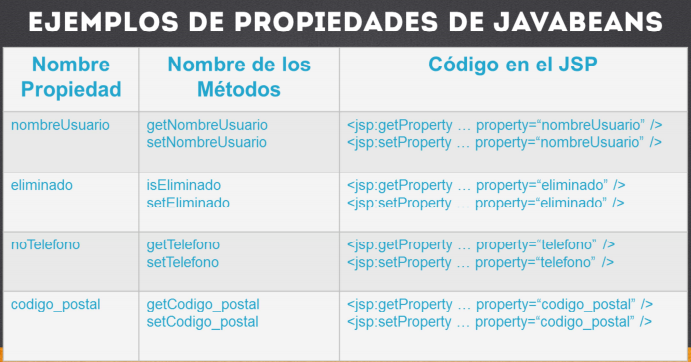 EJEMPLOS DE PROPIEDADES DE JAVABEANS
Nombre
Propiedad
Nombre de los
Métodos
Código en el JSP
nombreUsuario
getNombreUsuario
setNombreUsuario
<jsp:getProperty … property=“nombreUsuario” />
<jsp:setProperty … property=“nombreUsuario” />
eliminado
isEliminado
setEliminado
<jsp:getProperty … property=“eliminado” />
<jsp:setProperty … property=“eliminado” />
noTelefono
getTelefono
setTelefono
<jsp:getProperty … property=“telefono” />
<jsp:setProperty … property=“telefono” />
codigo_postal
getCodigo_postal
setCodigo_postal
<jsp:getProperty … property=“codigo_postal” />
<jsp:setProperty … property=“codigo_postal” />